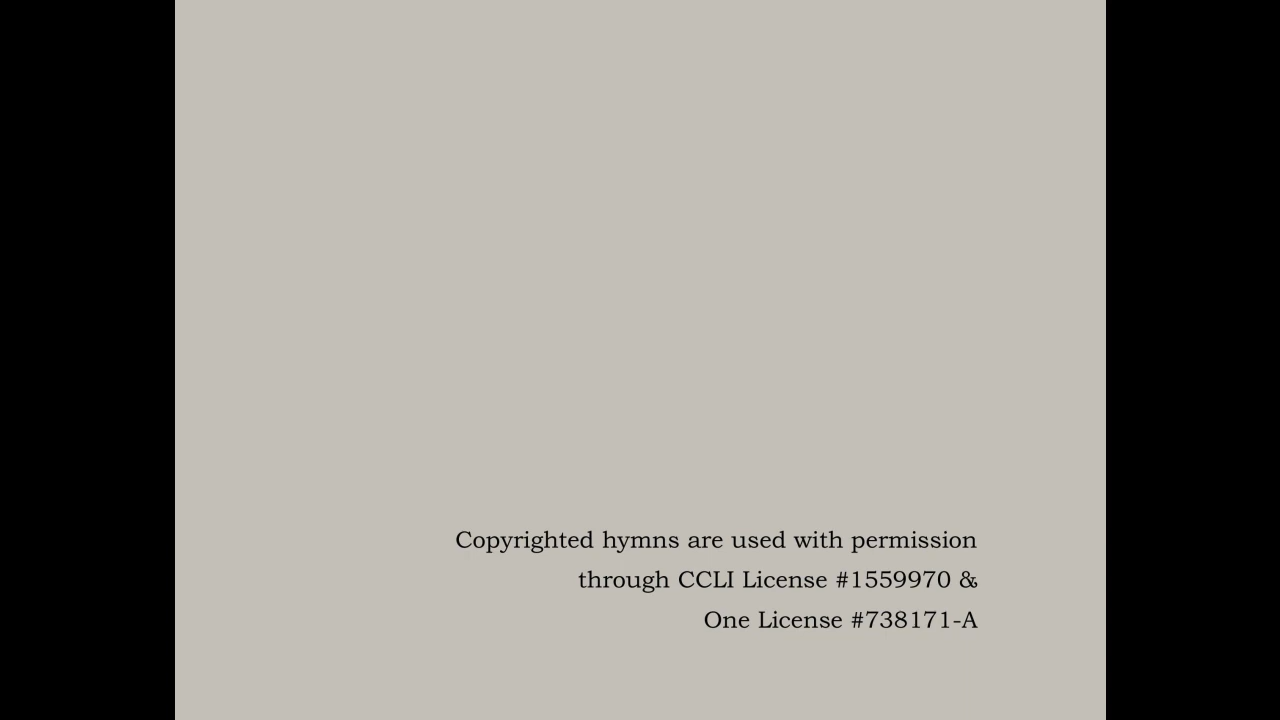 Copyrighted hymns are used with permission
through CCLI License #1559970 &
One License #738171-A